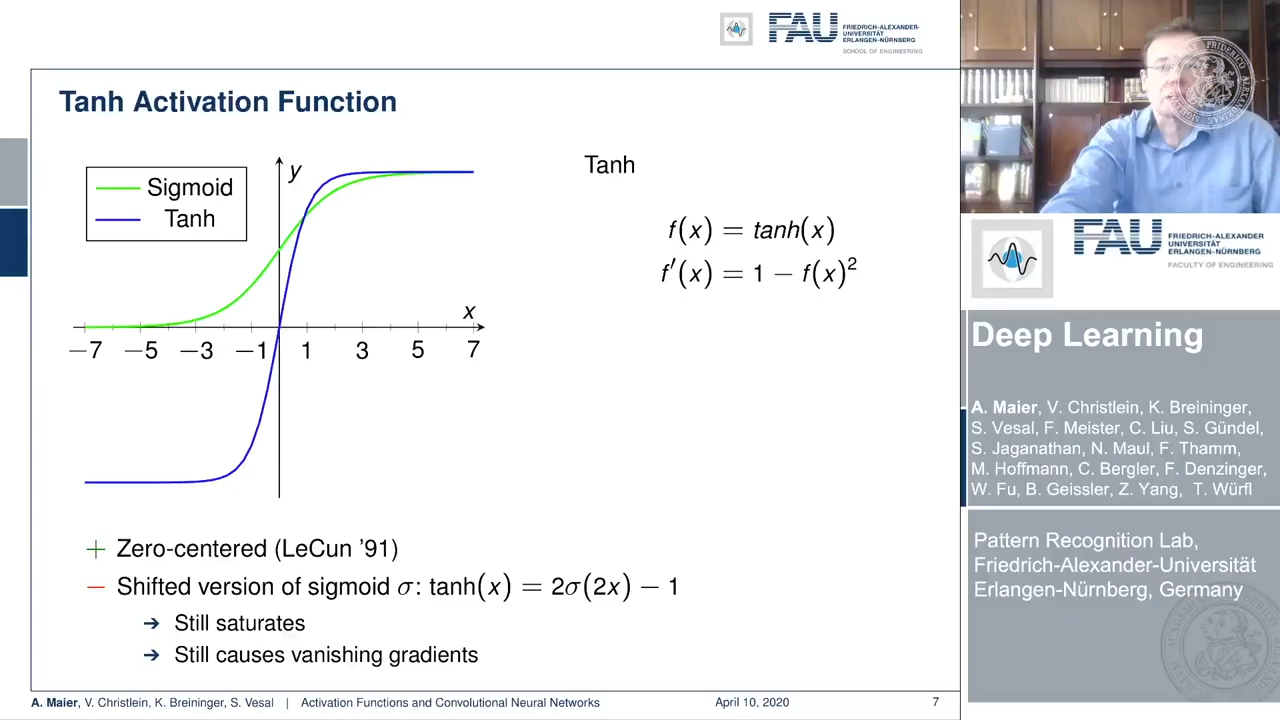 FAU FRIEDRICH-ALEXANDER-
UNIVERSITÄT
ERLANGEN-NÜRNBERG
SCHOOL OF ENGINEERING
Tanh Activation Function
Sigmoid
Tanh
y
x
−7 −5 −3 −1 1 3 5 7
Tanh
f(x) = tanh(x)
f′(x) = 1 − f(x)²
+ Zero-centered (LeCun '91)
− Shifted version of sigmoid σ: tanh(x) = 2σ(2x) − 1
➔ Still saturates
➔ Still causes vanishing gradients
A. Maier, V. Christlein, K. Breininger, S. Vesal | Activation Functions and Convolutional Neural Networks April 10, 2020 7
FAU FRIEDRICH-ALEXANDER
UNIVERSITÄT
ERLANGEN-NÜRNBERG
FACULTY OF ENGINEERING
Deep Learning
A. Maier, V. Christlein, K. Breininger,
S. Vesal, F. Meister, C. Liu, S. Gündel,
S. Jaganathan, N. Maul, F. Thamm,
M. Hoffmann, C. Bergler, F. Denzinger,
W. Fu, B. Geissler, Z. Yang, T. Würfl
Pattern Recognition Lab,
Friedrich-Alexander-Universität
Erlangen-Nürnberg, Germany